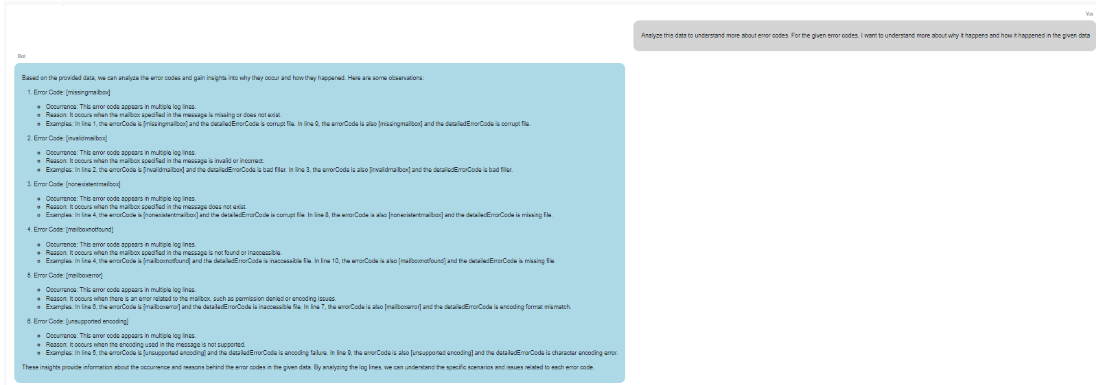 You
Analyze this data to understand more about error codes. For the given error codes, I want to understand more about why it happens and how it happened in the given data
Bot
Based on the provided data, we can analyze the error codes and gain insights into why they occur and how they happened. Here are some observations:
1. Error Code: [missingmailbox]
Occurrence: This error code appears in multiple log lines.
Reason: It occurs when the mailbox specified in the message is missing or does not exist.
Examples: In line 1, the errorCode is [missingmailbox] and the detailedErrorCode is corrupt file. In line 9, the errorCode is also [missingmailbox] and the detailedErrorCode is corrupt file.
2. Error Code: [invalidmailbox]
Occurrence: This error code appears in multiple log lines.
Reason: It occurs when the mailbox specified in the message is invalid or incorrect.
Examples: In line 2, the errorCode is [invalidmailbox] and the detailedErrorCode is bad filler. In line 3, the errorCode is also [invalidmailbox] and the detailedErrorCode is bad filler.
3. Error Code: [nonexistentmailbox]
Occurrence: This error code appears in multiple log lines.
Reason: It occurs when the mailbox specified in the message does not exist.
Examples: In line 4, the errorCode is [nonexistentmailbox] and the detailedErrorCode is corrupt file. In line 8, the errorCode is also [nonexistentmailbox] and the detailedErrorCode is missing file.
4. Error Code: [mailboxnotfound]
Occurrence: This error code appears in multiple log lines.
Reason: It occurs when the mailbox specified in the message is not found or inaccessible.
Examples: In line 4, the errorCode is [mailboxnotfound] and the detailedErrorCode is inaccessible file. In line 10, the errorCode is also [mailboxnotfound] and the detailedErrorCode is missing file.
5. Error Code: [mailboxerror]
Occurrence: This error code appears in multiple log lines.
Reason: It occurs when there is an error related to the mailbox, such as permission denied or encoding issues.
Examples: In line 6, the errorCode is [mailboxerror] and the detailedErrorCode is inaccessible file. In line 7, the errorCode is also [mailboxerror] and the detailedErrorCode is encoding format mismatch.
6. Error Code: [unsupported encoding]
Occurrence: This error code appears in multiple log lines.
Reason: It occurs when the encoding used in the message is not supported.
Examples: In line 5, the errorCode is [unsupported encoding] and the detailedErrorCode is encoding failure. In line 9, the errorCode is also [unsupported encoding] and the detailedErrorCode is character encoding error.
These insights provide information about the occurrence and reasons behind the error codes in the given data. By analyzing the log lines, we can understand the specific scenarios and issues related to each error code.